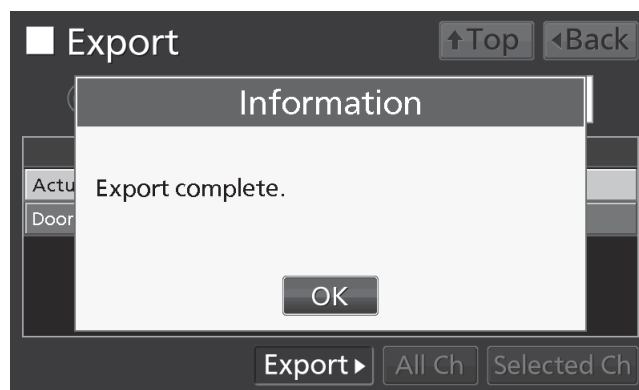 Export
↑Top
◂Back
Information
Actu
Export complete.
Door
OK
Export▸
All Ch
Selected Ch